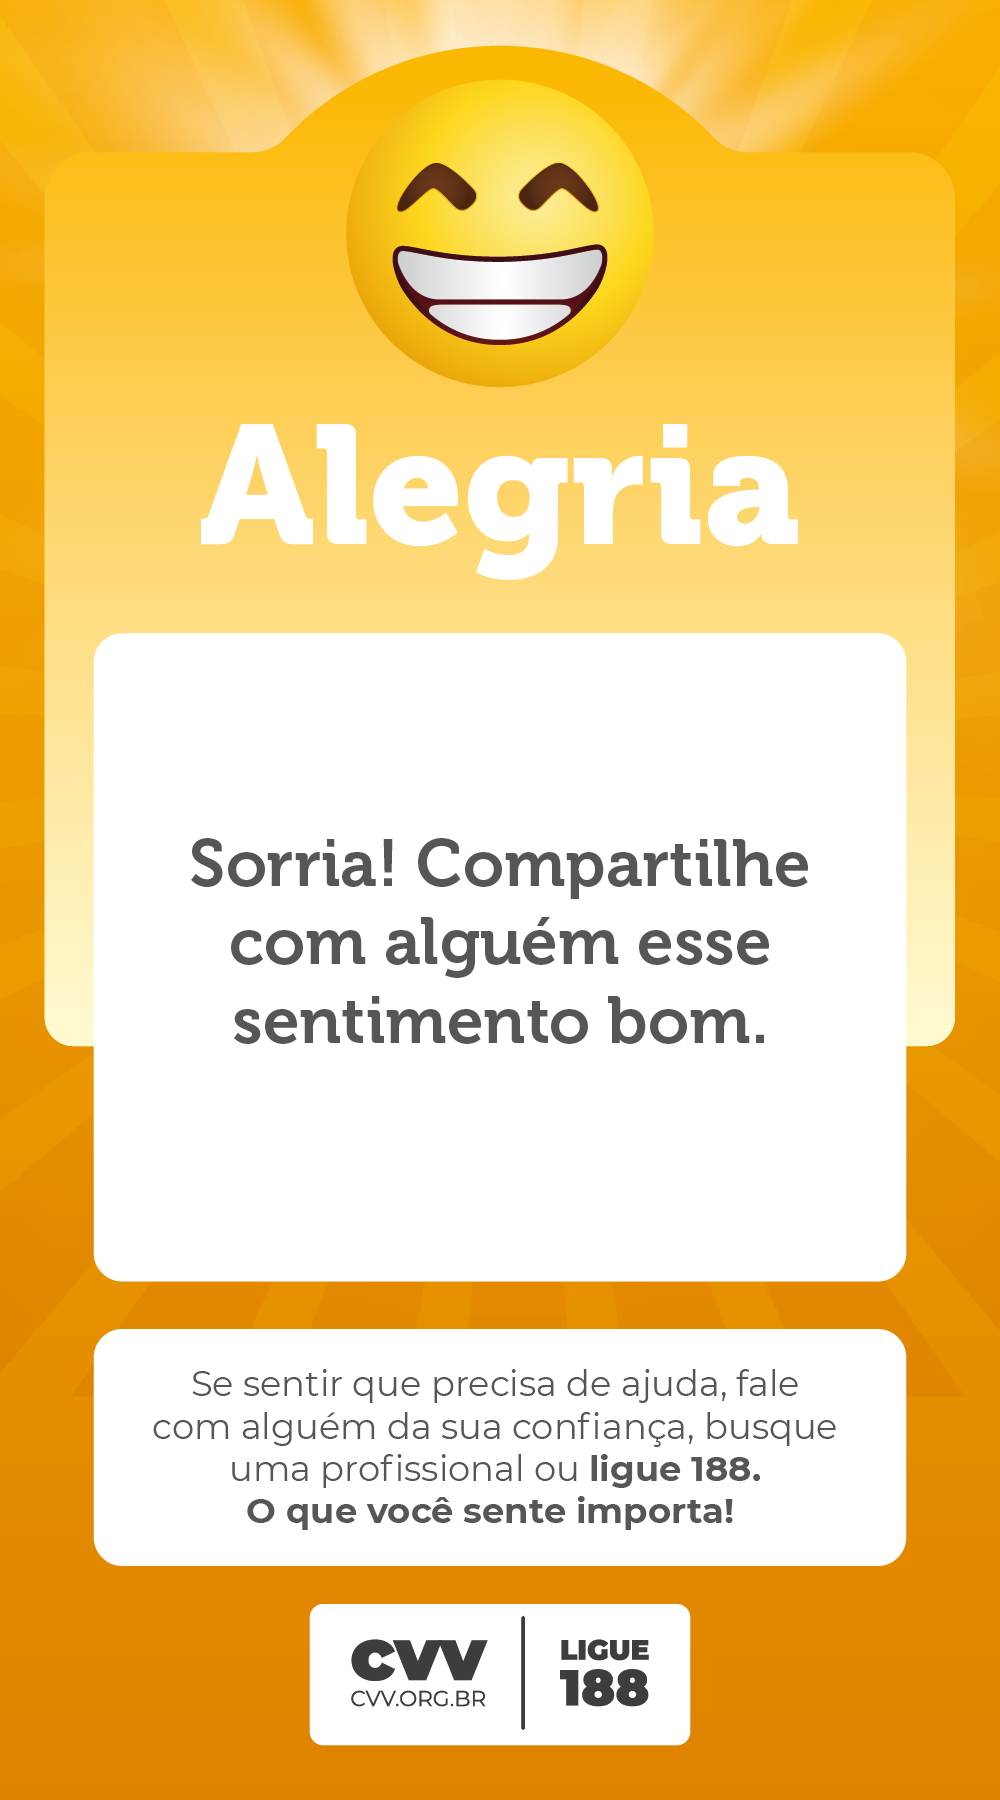 Alegria
Sorria! Compartilhe
com alguém esse
sentimento bom.
Se sentir que precisa de ajuda, fale
com alguém da sua confiança, busque
uma profissional ou ligue 188.
O que você sente importa!
CVV
CVV.ORG.BR
LIGUE
188